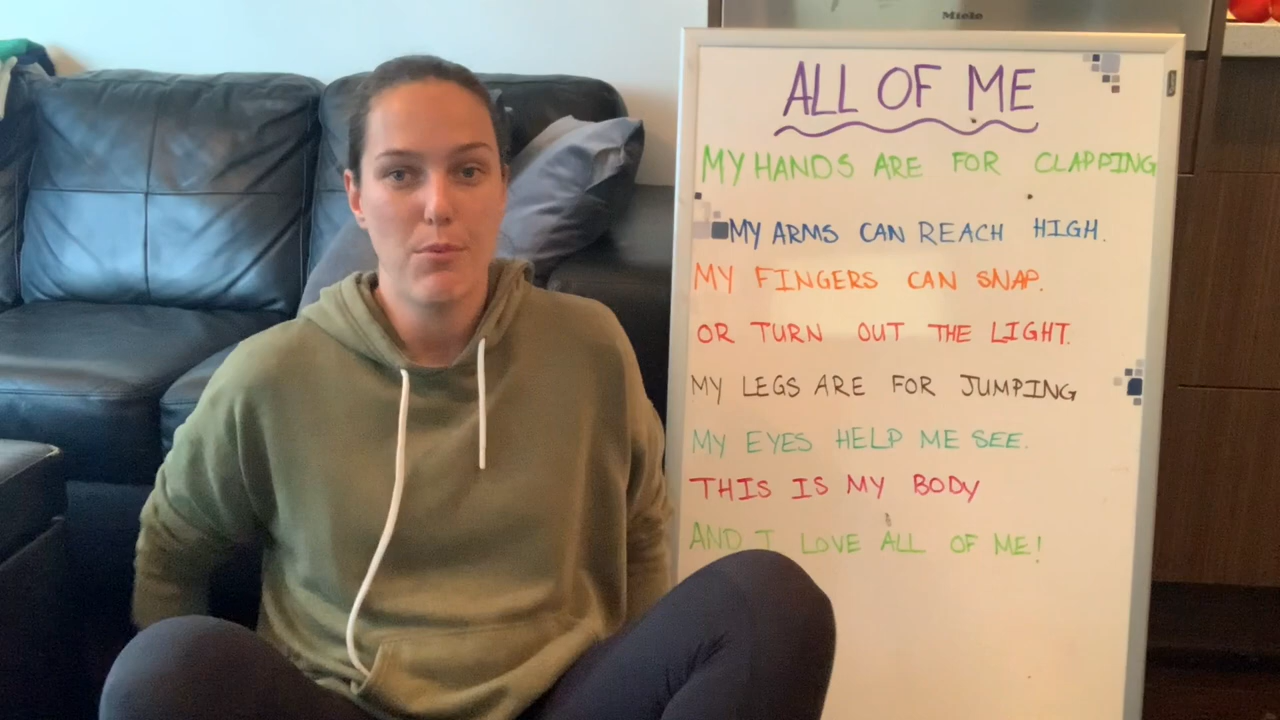 Miele
ALL OF ME
MY HANDS ARE FOR CLAPPING
MY ARMS CAN REACH HIGH.
MY FINGERS CAN SNAP.
OR TURN OUT THE LIGHT.
MY LEGS ARE FOR JUMPING
MY EYES HELP ME SEE.
THIS IS MY BODY
AND I LOVE ALL OF ME!